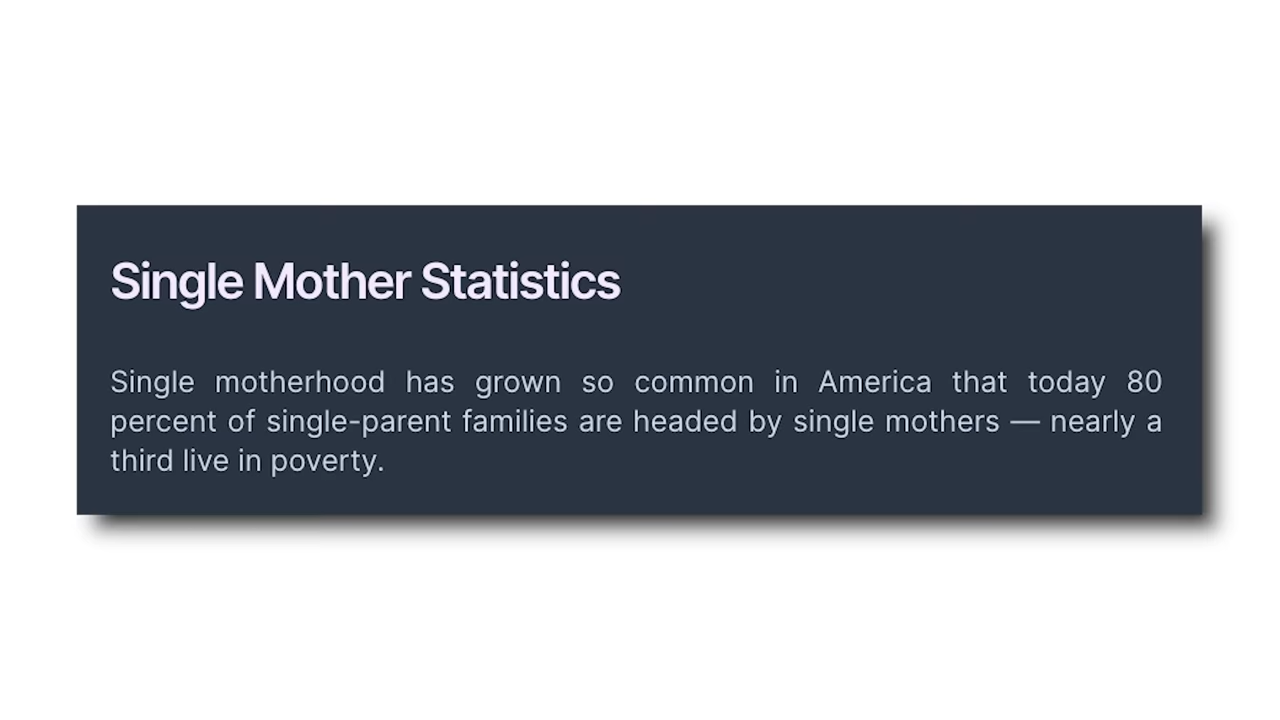 Single Mother Statistics
Single motherhood has grown so common in America that today 80
percent of single-parent families are headed by single mothers — nearly a
third live in poverty.